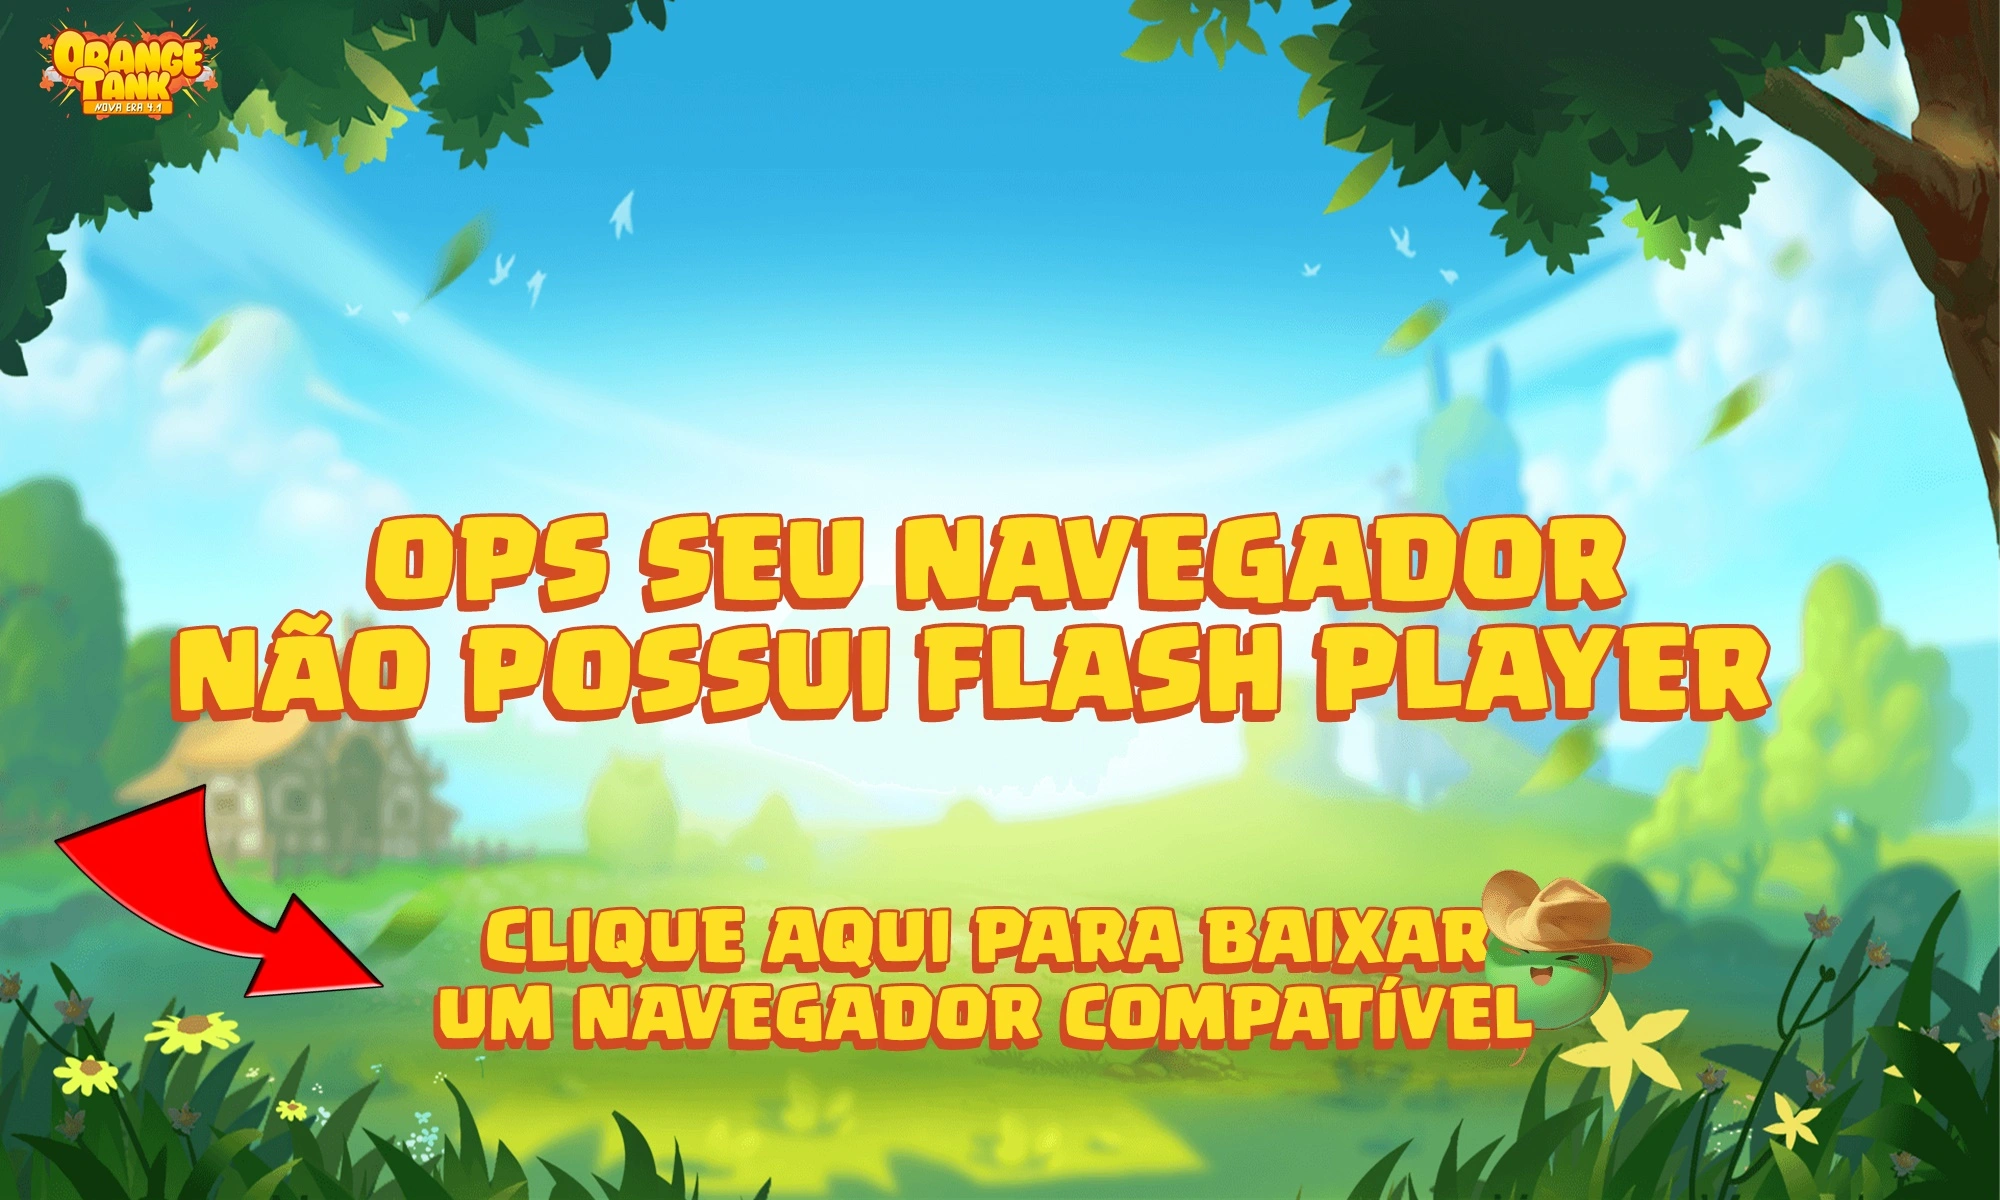 ORANGE
TANK
NOVA ERA 4.1
OPS SEU NAVEGADOR
NÃO POSSUI FLASH PLAYER
CLIQUE AQUI PARA BAIXAR
UM NAVEGADOR COMPATÍVEL